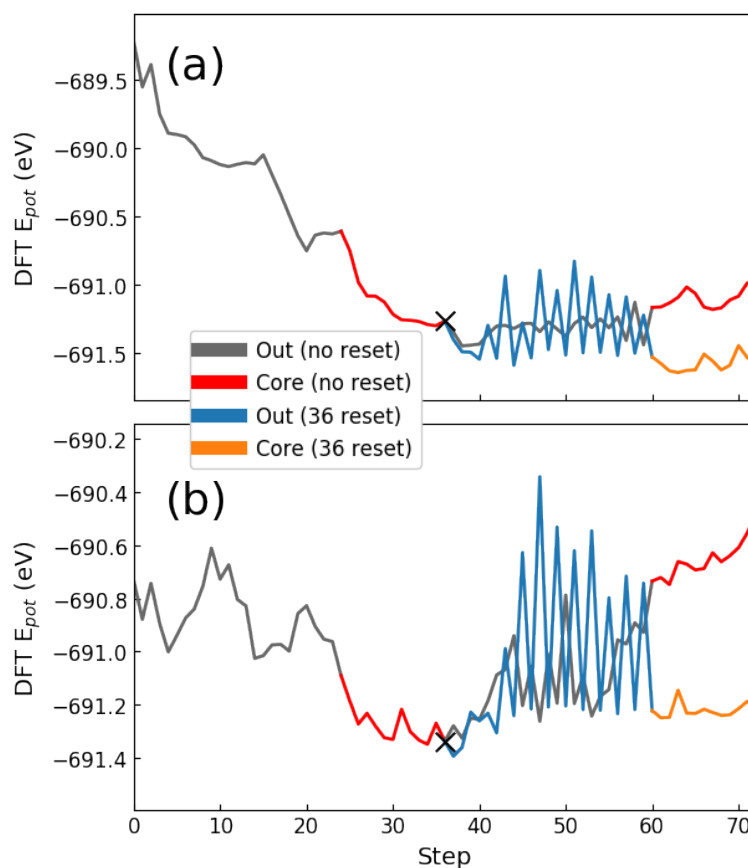 (a)
−689.5
−690.0
−690.5
−691.0
−691.5
DFT E_pot (eV)
Out (no reset)
Core (no reset)
Out (36 reset)
Core (36 reset)
(b)
−690.2
−690.4
−690.6
−690.8
−691.0
−691.2
−691.4
DFT E_pot (eV)
0 10 20 30 40 50 60 70
Step